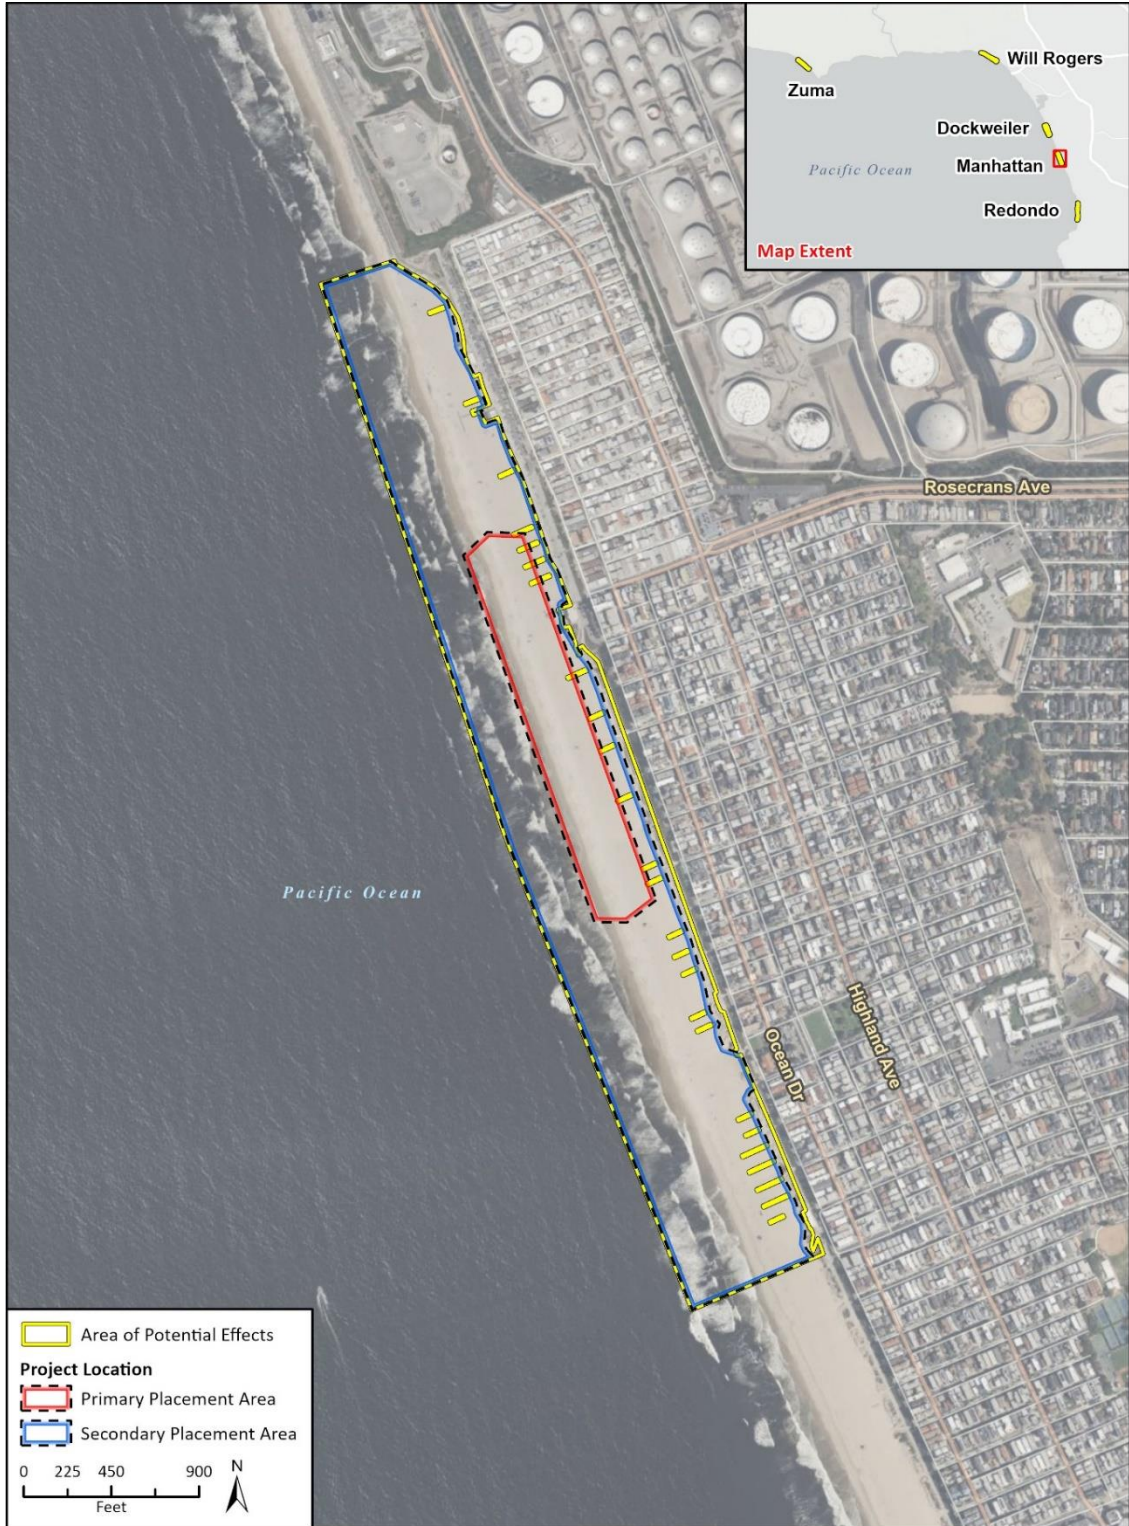 Zuma
Will Rogers
Dockweiler
Manhattan
Pacific Ocean
Redondo
Map Extent
Rosecrans Ave
Pacific Ocean
Highland Ave
Ocean Dr
Area of Potential Effects
Project Location
Primary Placement Area
Secondary Placement Area
0 225 450 900
Feet
N